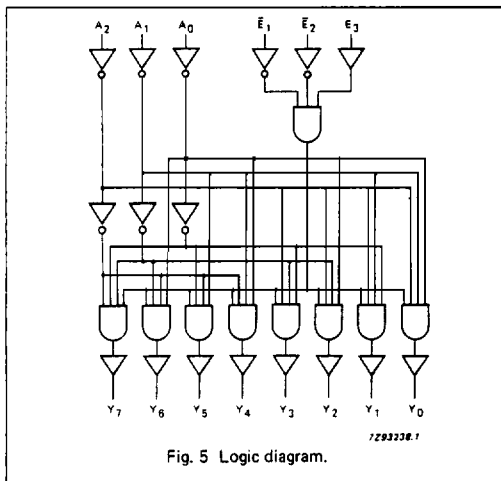 A₂ A₁ A₀ Ē₁ Ē₂ E₃
Y₇ Y₆ Y₅ Y₄ Y₃ Y₂ Y₁ Y₀
7Z93238.1
Fig. 5 Logic diagram.